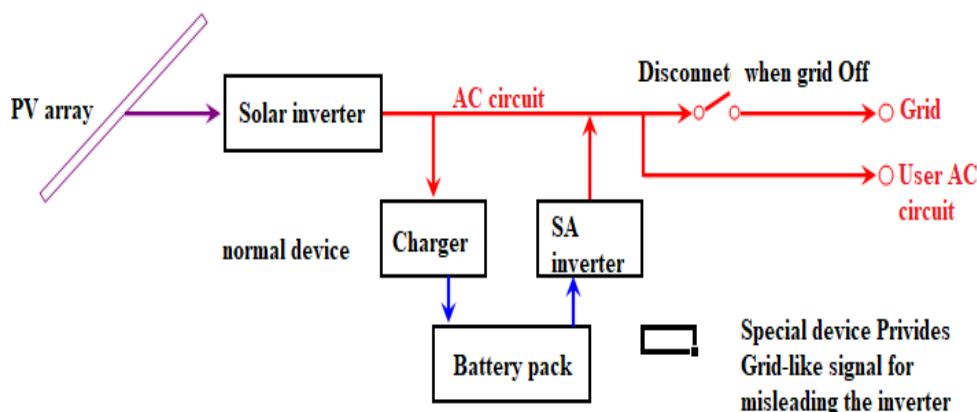 Disconnet when grid Off
PV array
Solar inverter
AC circuit
Grid
User AC
circuit
normal device
Charger
SA
inverter
Battery pack
Special device Privides
Grid-like signal for
misleading the inverter